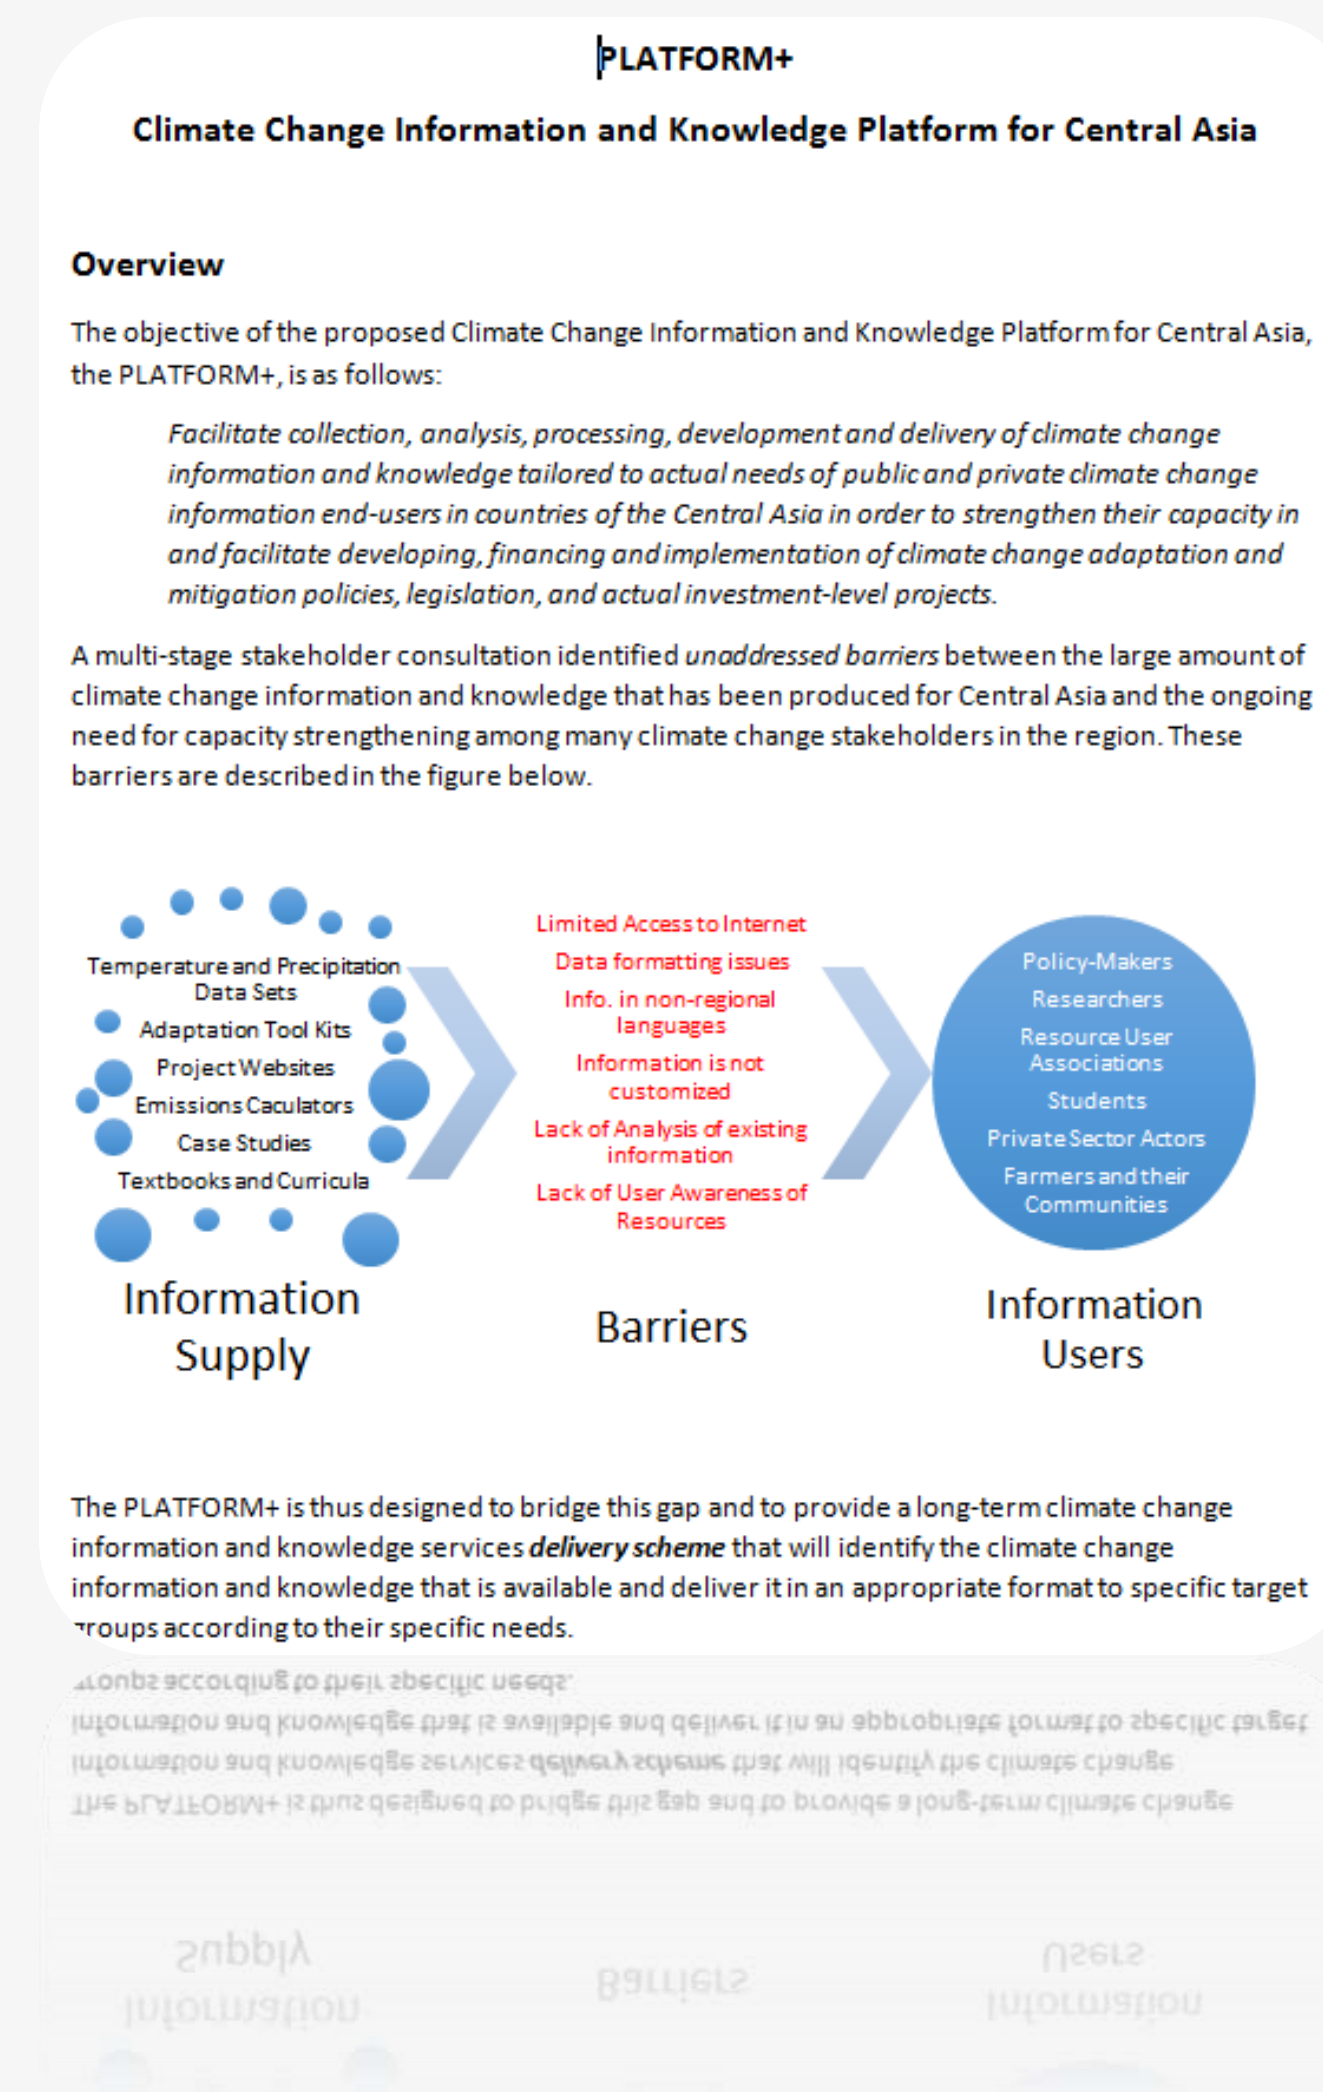 PLATFORM+
Climate Change Information and Knowledge Platform for Central Asia
Overview
The objective of the proposed Climate Change Information and Knowledge Platform for Central Asia,
the PLATFORM+, is as follows:
Facilitate collection, analysis, processing, development and delivery of climate change
information and knowledge tailored to actual needs of public and private climate change
information end-users in countries of the Central Asia in order to strengthen their capacity in
and facilitate developing, financing and implementation of climate change adaptation and
mitigation policies, legislation, and actual investment-level projects.
A multi-stage stakeholder consultation identified unaddressed barriers between the large amount of
climate change information and knowledge that has been produced for Central Asia and the ongoing
need for capacity strengthening among many climate change stakeholders in the region. These
barriers are described in the figure below.
Temperature and Precipitation
Data Sets
Adaptation Tool Kits
Project Websites
Emissions Caculators
Case Studies
Textbooks and Curricula
Information
Supply
Limited Access to Internet
Data formatting issues
Info. in non-regional
languages
Information is not
customized
Lack of Analysis of existing
information
Lack of User Awareness of
Resources
Barriers
Policy-Makers
Researchers
Resource User
Associations
Students
Private Sector Actors
Farmers and their
Communities
Information
Users
The PLATFORM+ is thus designed to bridge this gap and to provide a long-term climate change
information and knowledge services delivery scheme that will identify the climate change
information and knowledge that is available and deliver it in an appropriate format to specific target
groups according to their specific needs.